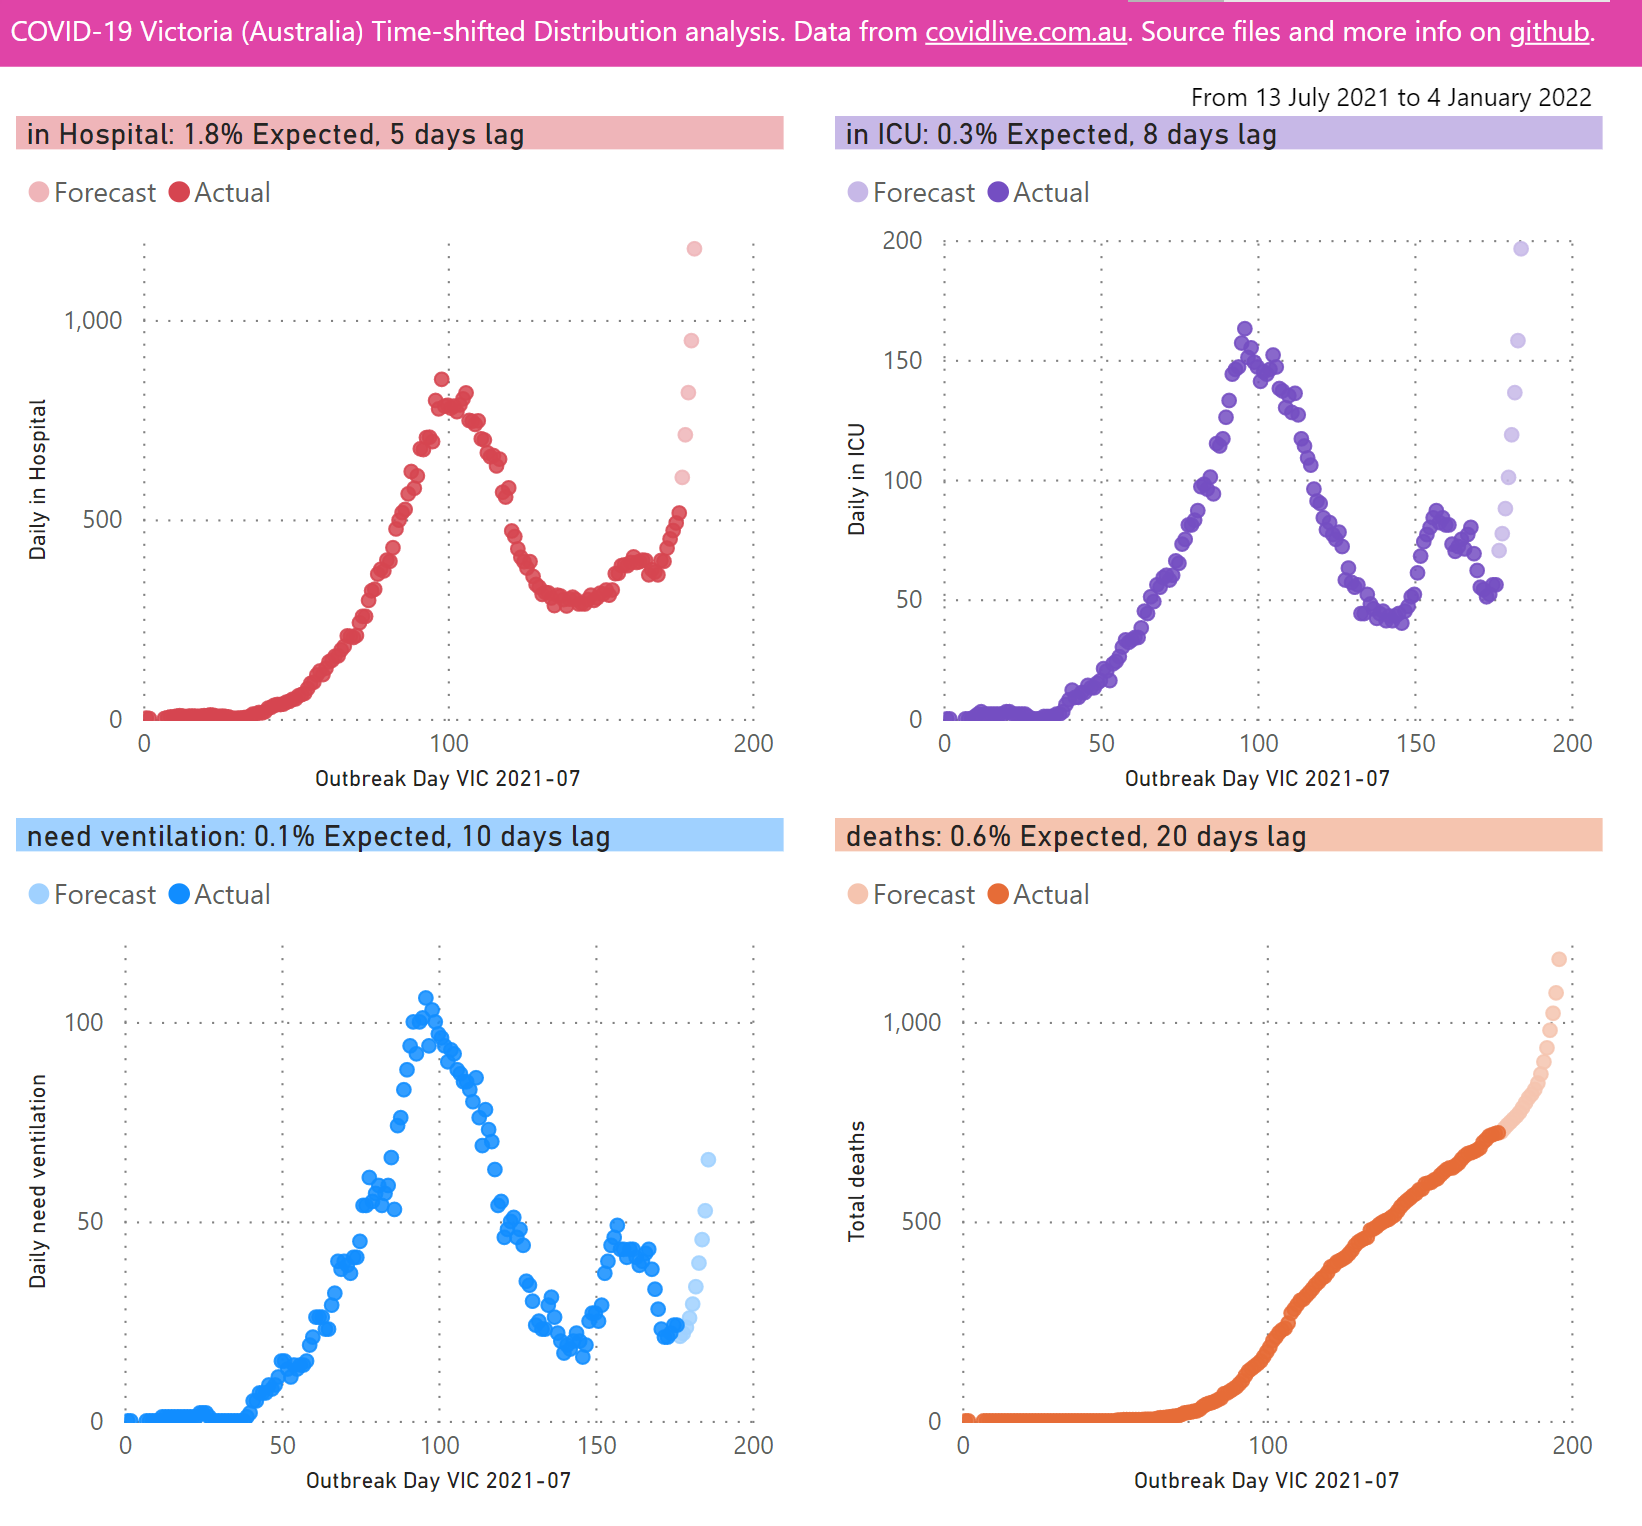 COVID-19 Victoria (Australia) Time-shifted Distribution analysis. Data from covidlive.com.au. Source files and more info on github.
From 13 July 2021 to 4 January 2022
in Hospital: 1.8% Expected, 5 days lag
Forecast Actual
Daily in Hospital
1,000
500
0
0 100 200
Outbreak Day VIC 2021-07
in ICU: 0.3% Expected, 8 days lag
Forecast Actual
Daily in ICU
200
150
100
50
0
0 50 100 150 200
Outbreak Day VIC 2021-07
need ventilation: 0.1% Expected, 10 days lag
Forecast Actual
Daily need ventilation
100
50
0
0 50 100 150 200
Outbreak Day VIC 2021-07
deaths: 0.6% Expected, 20 days lag
Forecast Actual
Total deaths
1,000
500
0
0 100 200
Outbreak Day VIC 2021-07